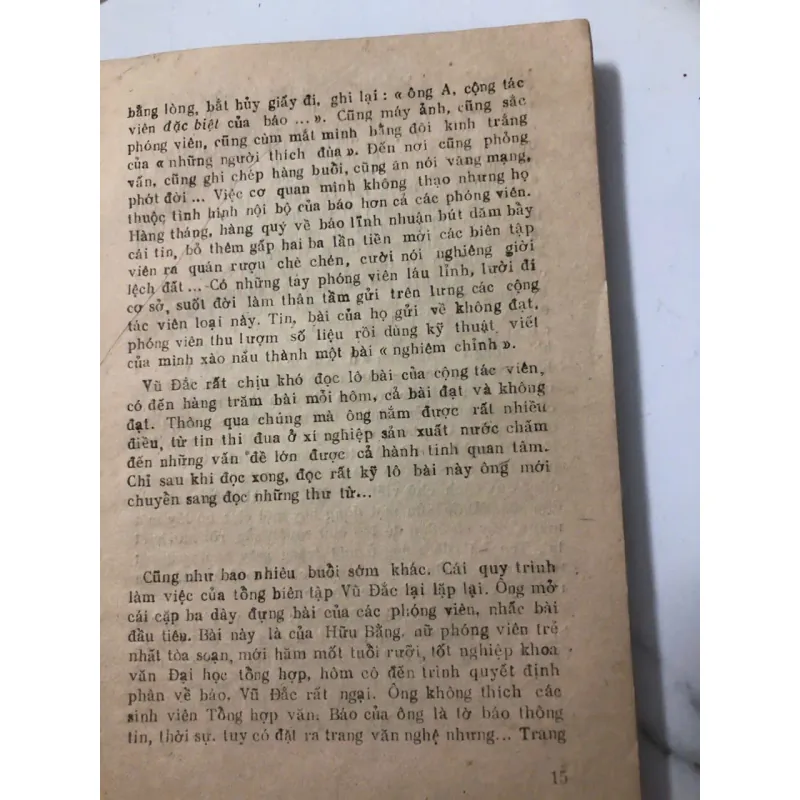 bằng lòng, bắt hủy giấy đi, ghi lại : « ông A, cộng tác
viên đặc biệt của báo ... ». Cũng máy ảnh, cũng sắc
phóng viên, cũng cùm mắt mình bằng đôi kính trắng
của « những người thích đùa ». Đến nơi cũng phỏng
vấn, cũng ghi chép hàng buổi, cũng ăn nói văng mạng,
phớt đời... Việc cơ quan mình không thạo nhưng họ
thuộc tình hình nội bộ của báo hơn cả các phóng viên.
Hàng tháng, hàng quý về báo lĩnh nhuận bút dăm bảy
cái tin, bỏ thêm gấp hai ba lần tiền mời các biên tập
viên ra quán rượu chè chén, cười nói nghiêng giời
lệch đất... Có những tay phóng viên láu lỉnh, lười đi
cơ sở, suốt đời làm thân tầm gửi trên lưng các cộng
tác viên loại này. Tin, bài của họ gửi về không đạt,
phóng viên thu lượm số liệu rồi dùng kỹ thuật viết
của mình xào nấu thành một bài « nghiêm chỉnh ».
Vũ Đắc rất chịu khó đọc lô bài của cộng tác viên,
có đến hàng trăm bài mỗi hôm, cả bài đạt và không
đạt. Thông qua chúng mà ông nắm được rất nhiều
điều, từ tin thi đua ở xí nghiệp sản xuất nước chấm
đến những vấn đề lớn được cả hành tinh quan tâm.
Chỉ sau khi đọc xong, đọc rất kỹ lô bài này ông mới
chuyển sang đọc những thư từ...
Cũng như bao nhiêu buổi sớm khác. Cái quy trình
làm việc của tổng biên tập Vũ Đắc lại lặp lại. Ông mở
cái cặp ba dây đựng bài của các phóng viên, nhấc bài
đầu tiên. Bài này là của Hữu Bằng, nữ phóng viên trẻ
nhất tòa soạn, mới hăm mốt tuổi rưỡi, tốt nghiệp khoa
văn Đại học tổng hợp, hôm cô đến trình quyết định
phân về báo, Vũ Đắc rất ngại. Ông không thích các
sinh viên Tổng hợp văn. Báo của ông là tờ báo thông
tin, thời sự, tuy có đặt ra trang văn nghệ nhưng... Trang
15